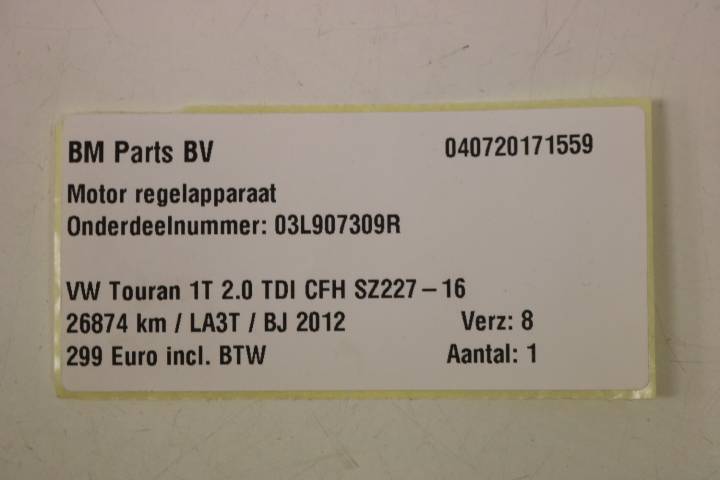 BM Parts BV 040720171559
Motor regelapparaat
Onderdeelnummer: 03L907309R
VW Touran 1T 2.0 TDI CFH SZ227-16
26874 km / LA3T / BJ 2012 Verz: 8
299 Euro incl. BTW Aantal: 1